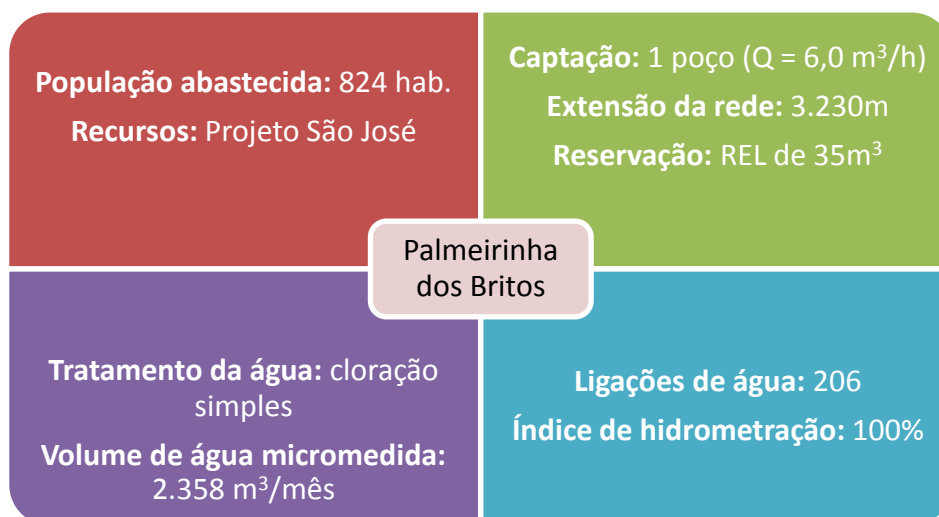 População abastecida: 824 hab.
Recursos: Projeto São José
Captação: 1 poço (Q = 6,0 m³/h)
Extensão da rede: 3.230m
Reservação: REL de 35m³
Palmeirinha
dos Britos
Tratamento da água: cloração
simples
Volume de água micromedida:
2.358 m³/mês
Ligações de água: 206
Índice de hidrometração: 100%